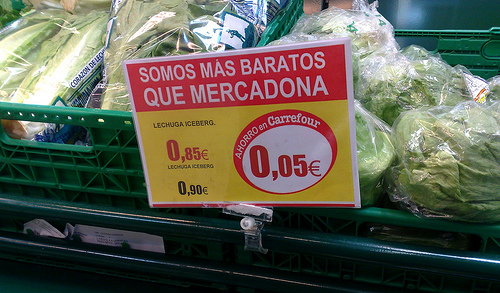 CORAZON DE
SOMOS MÁS BARATOS
QUE MERCADONA
LECHUGA ICEBERG.
0,85€
LECHUGA ICEBERG
0,90€
AHORRO en Carrefour
0,05€